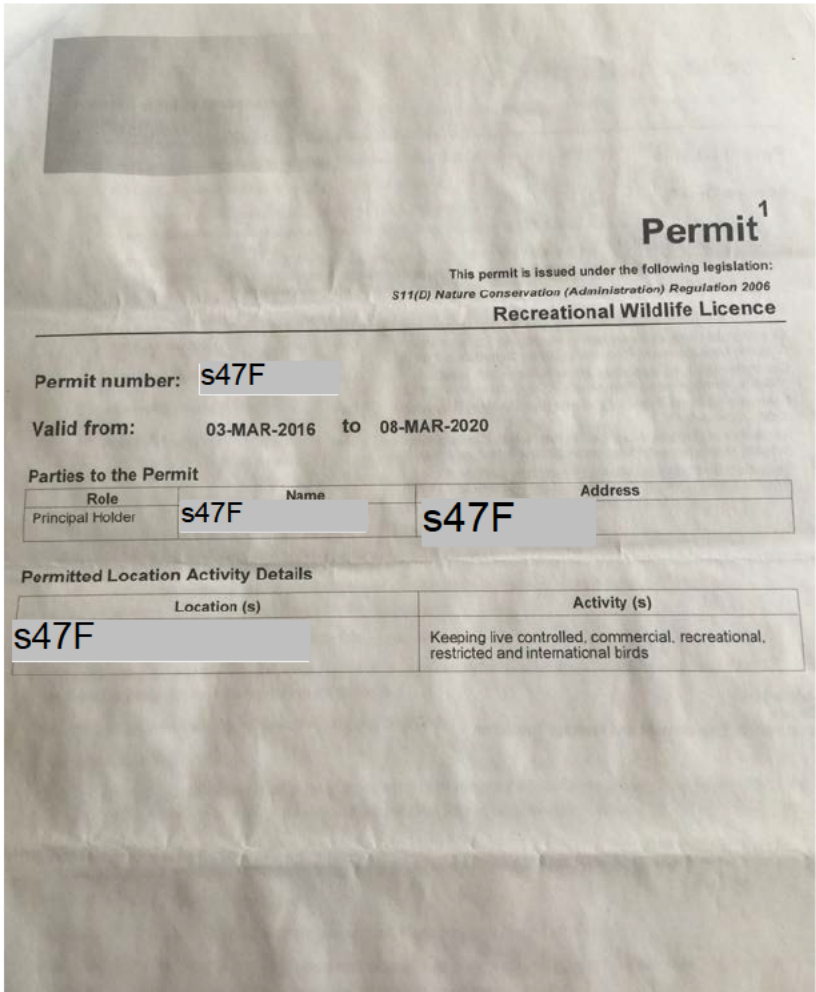 Permit1
This permit is issued under the following legislation:
S11(D) Nature Conservation (Administration) Regulation 2006
Recreational Wildlife Licence
Permit number: s47F
Valid from: 03-MAR-2016 to 08-MAR-2020
Parties to the Permit
Role Name Address
Principal Holder s47F s47F
Permitted Location Activity Details
Location (s) Activity (s)
s47F Keeping live controlled, commercial, recreational,
restricted and international birds